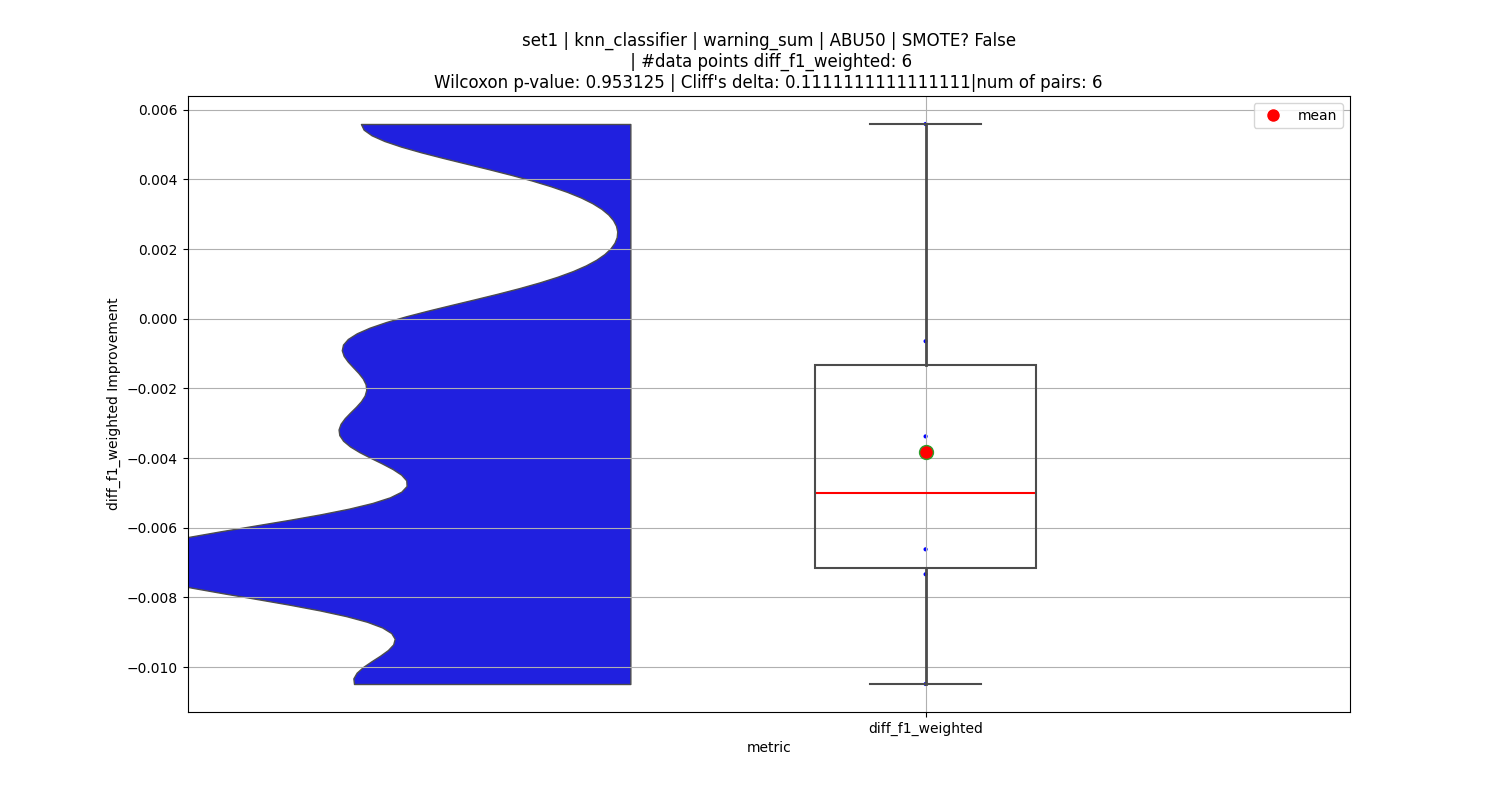 set1 | knn_classifier | warning_sum | ABU50 | SMOTE? False
| #data points diff_f1_weighted: 6
Wilcoxon p-value: 0.953125 | Cliff's delta: 0.1111111111111111|num of pairs: 6
mean
0.006
0.004
0.002
0.000
−0.002
−0.004
−0.006
−0.008
−0.010
diff_f1_weighted Improvement
diff_f1_weighted
metric